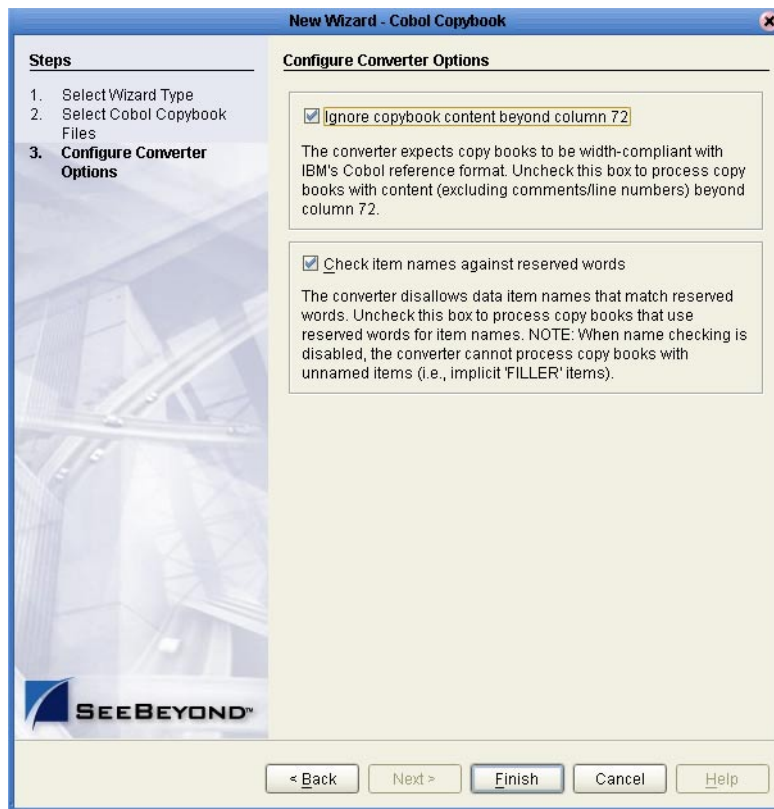 New Wizard - Cobol Copybook
Steps
1. Select Wizard Type
2. Select Cobol Copybook
Files
3. Configure Converter
Options
Configure Converter Options
Ignore copybook content beyond column 72
The converter expects copy books to be width-compliant with
IBM's Cobol reference format. Uncheck this box to process copy
books with content (excluding comments/line numbers) beyond
column 72.
Check item names against reserved words
The converter disallows data item names that match reserved
words. Uncheck this box to process copy books that use
reserved words for item names. NOTE: When name checking is
disabled, the converter cannot process copy books with
unnamed items (i.e., implicit 'FILLER' items).
SEEBEYOND™
< Back Next > Finish Cancel Help